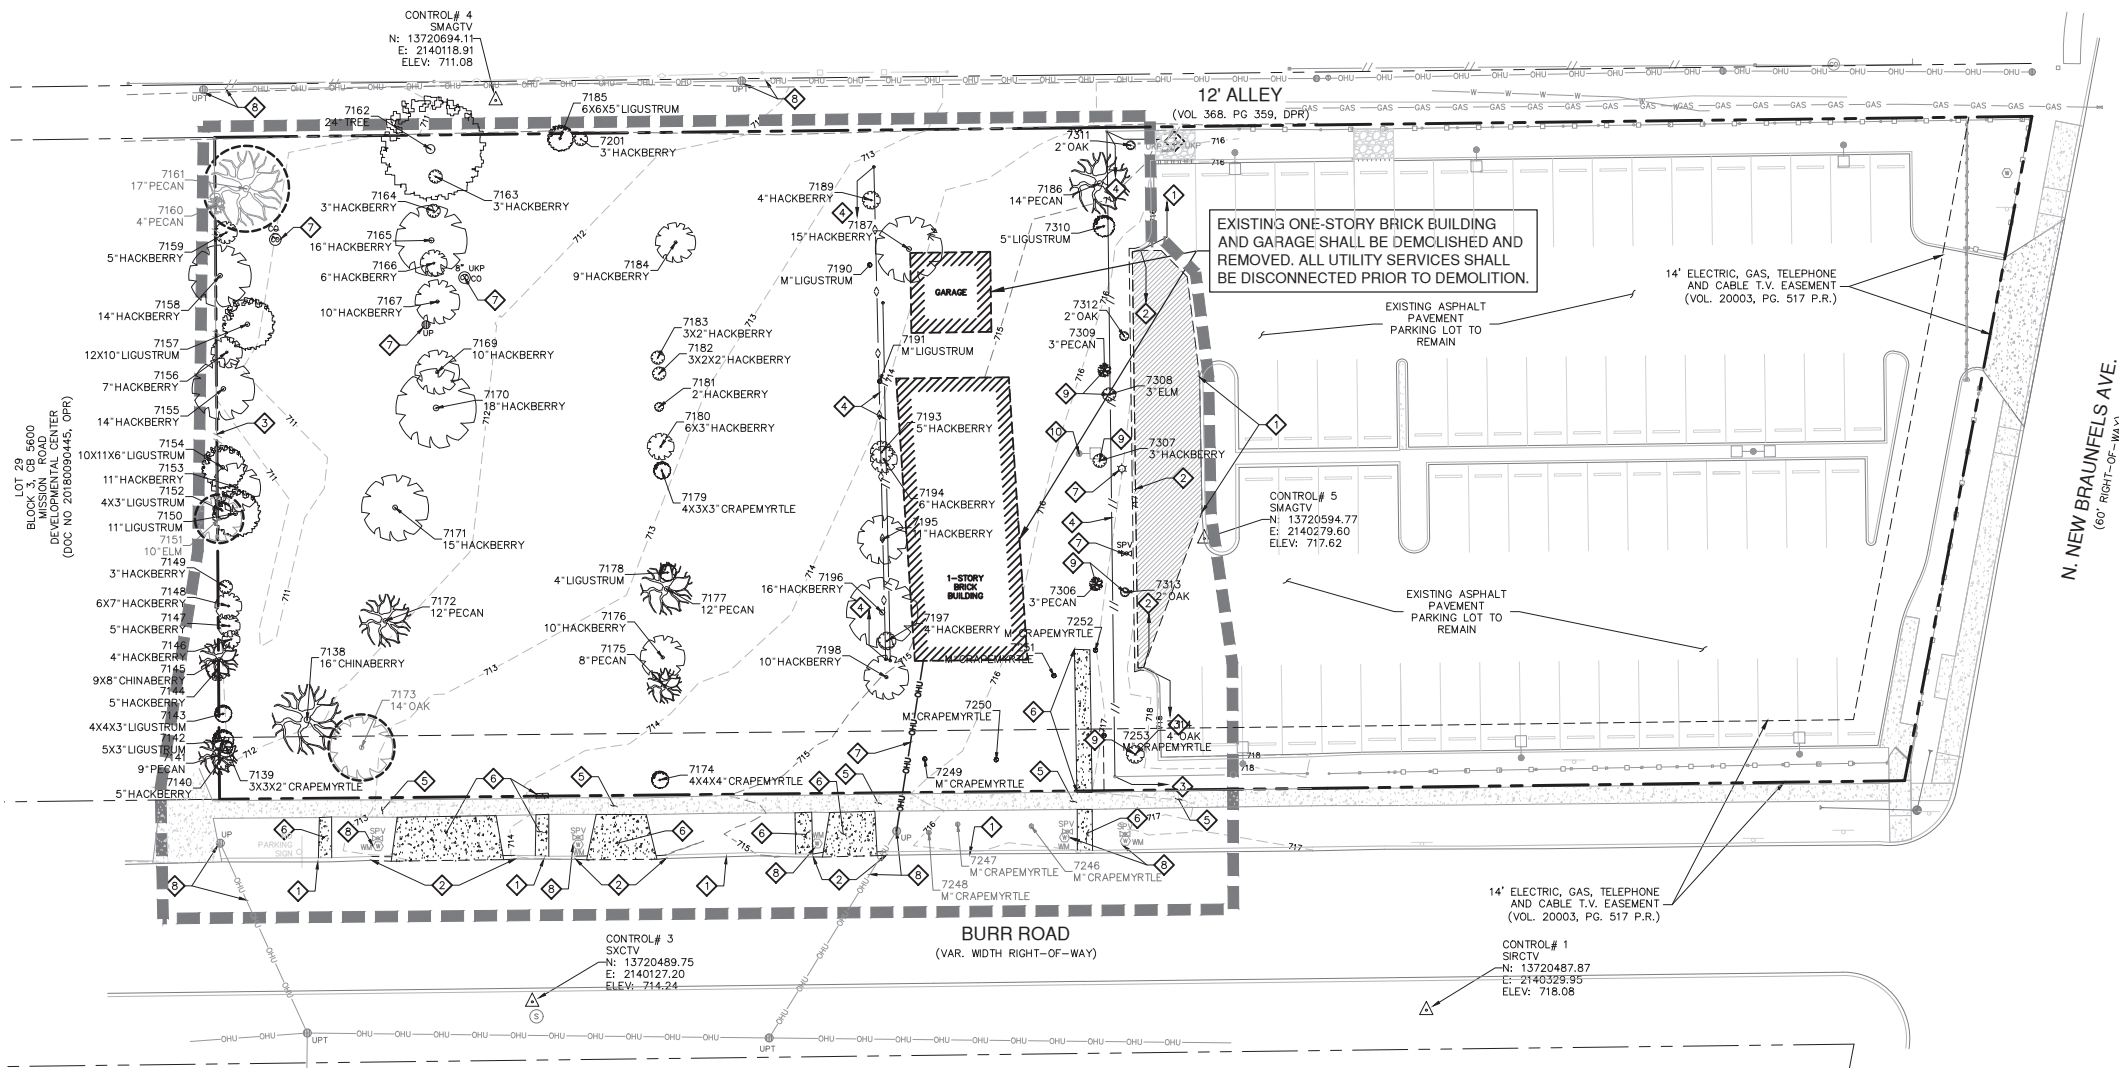 CONTROL# 4
SMAGTV
N: 13720694.11
E: 2140118.91
ELEV: 711.08
12' ALLEY
(VOL 368. PG 359, DPR)
7162
24" TREE
7185
6X6X5"LIGUSTRUM
7201
3"HACKBERRY
7161
17"PECAN
7160
4"PECAN
7159
5"HACKBERRY
7158
14"HACKBERRY
7157
12X10"LIGUSTRUM
7156
7"HACKBERRY
7155
14"HACKBERRY
7154
10X11X6"LIGUSTRUM
7153
11"HACKBERRY
7152
4X3"LIGUSTRUM
7150
11"LIGUSTRUM
7151
10"ELM
7149
3"HACKBERRY
7148
6X7"HACKBERRY
7147
5"HACKBERRY
7146
4"HACKBERRY
7145
9X8"CHINABERRY
7144
5"HACKBERRY
7143
4X4X3"LIGUSTRUM
7142
5X3"LIGUSTRUM
7141
9"PECAN
7140
5"HACKBERRY
7139
3X3X2"CRAPEMYRTLE
7164
3"HACKBERRY
7163
3"HACKBERRY
7165
16"HACKBERRY
7166
6"HACKBERRY
8" UKP
CO
7167
10"HACKBERRY
UP
7169
10"HACKBERRY
7170
18"HACKBERRY
7171
15"HACKBERRY
7172
12"PECAN
7138
16"CHINABERRY
7173
14"OAK
7184
9"HACKBERRY
7183
3X2"HACKBERRY
7182
3X2X2"HACKBERRY
7181
2"HACKBERRY
7180
6X3"HACKBERRY
7179
4X3X3"CRAPEMYRTLE
7178
4"LIGUSTRUM
7177
12"PECAN
7176
10"HACKBERRY
7175
8"PECAN
7174
4X4X4"CRAPEMYRTLE
7189
4"HACKBERRY
7187
15"HACKBERRY
7190
M"LIGUSTRUM
7191
M"LIGUSTRUM
7193
5"HACKBERRY
7194
6"HACKBERRY
7195
11"HACKBERRY
7196
16"HACKBERRY
7197
4"HACKBERRY
7198
10"HACKBERRY
GARAGE
1-STORY
BRICK
BUILDING
7311
2"OAK
7186
14"PECAN
7310
5"LIGUSTRUM
7312
2"OAK
7309
3"PECAN
7308
3"ELM
7307
3"HACKBERRY
7306
3"PECAN
7313
2"OAK
7252
M"CRAPEMYRTLE
M"CRAPEMYRTLE
7250
M"CRAPEMYRTLE
7249
M"CRAPEMYRTLE
7253
4"OAK
M"CRAPEMYRTLE
7247
M"CRAPEMYRTLE
7246
M"CRAPEMYRTLE
7248
M"CRAPEMYRTLE
EXISTING ONE-STORY BRICK BUILDING
AND GARAGE SHALL BE DEMOLISHED AND
REMOVED. ALL UTILITY SERVICES SHALL
BE DISCONNECTED PRIOR TO DEMOLITION.
14' ELECTRIC, GAS, TELEPHONE
AND CABLE T.V. EASEMENT
(VOL. 20003, PG. 517 P.R.)
EXISTING ASPHALT
PAVEMENT
PARKING LOT TO
REMAIN
CONTROL# 5
SMAGTV
N: 13720594.77
E: 2140279.60
ELEV: 717.62
EXISTING ASPHALT
PAVEMENT
PARKING LOT TO
REMAIN
N. NEW BRAUNFELS AVE.
(60' RIGHT-OF-WAY)
LOT 29
BLOCK 3, CB 5600
MISSION ROAD
DEVELOPMENTAL CENTER
(DOC NO 20180090445, OPR)
PARKING
SIGN
14' ELECTRIC, GAS, TELEPHONE
AND CABLE T.V. EASEMENT
(VOL. 20003, PG. 517 P.R.)
BURR ROAD
(VAR. WIDTH RIGHT-OF-WAY)
CONTROL# 3
SXCTV
N: 13720489.75
E: 2140127.20
ELEV: 714.24
CONTROL# 1
SIRCTV
N: 13720487.87
E: 2140329.95
ELEV: 718.08
UPT
UPT